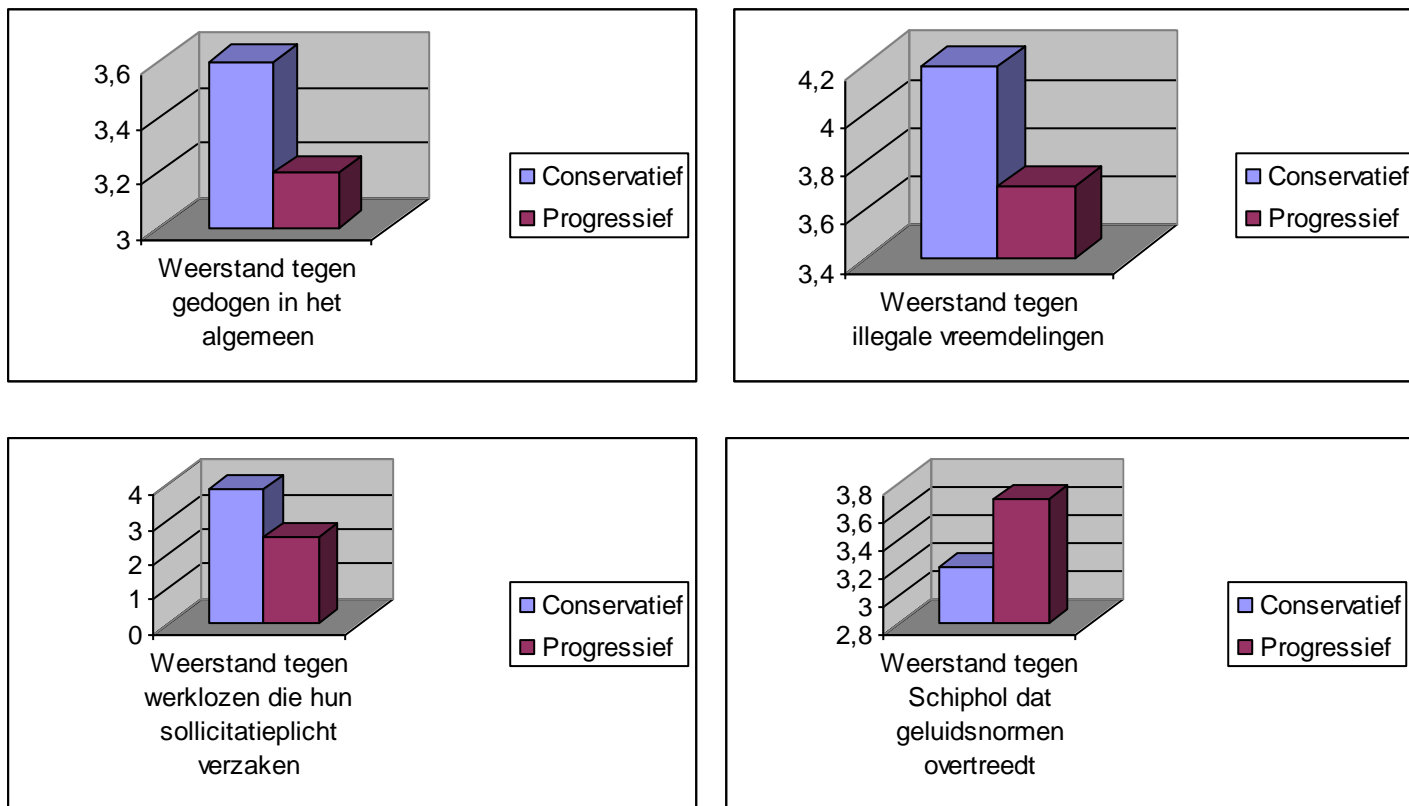 3,6
3,4
3,2
3
Weerstand tegen
gedogen in het
algemeen
Conservatief
Progressief
4,2
4
3,8
3,6
3,4
Weerstand tegen
illegale vreemdelingen
Conservatief
Progressief
4
3
2
1
0
Weerstand tegen
werklozen die hun
sollicitatieplicht
verzaken
Conservatief
Progressief
3,8
3,6
3,4
3,2
3
2,8
Weerstand tegen
Schiphol dat
geluidsnormen
overtreedt
Conservatief
Progressief